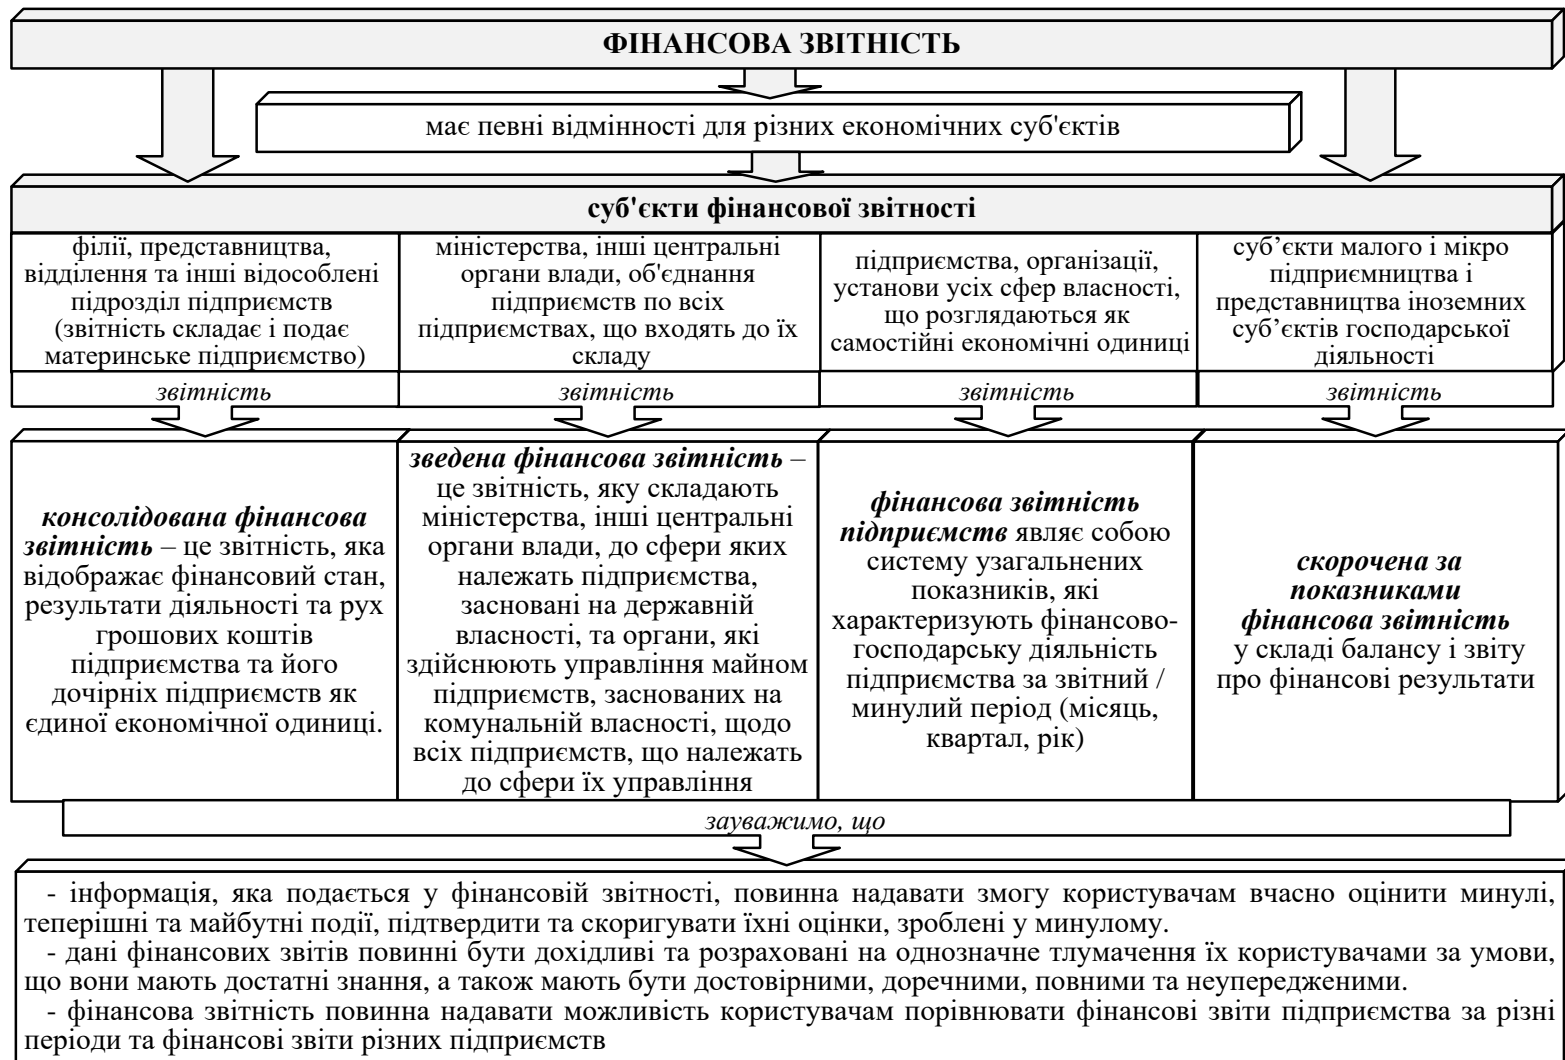 ФІНАНСОВА ЗВІТНІСТЬ
має певні відмінності для різних економічних суб'єктів
суб'єкти фінансової звітності
філії, представництва,
відділення та інші відособлені
підрозділ підприємств
(звітність складає і подає
материнське підприємство)
міністерства, інші центральні
органи влади, об'єднання
підприємств по всіх
підприємствах, що входять до їх
складу
підприємства, організації,
установи усіх сфер власності,
що розглядаються як
самостійні економічні одиниці
суб’єкти малого і мікро
підприємництва і
представництва іноземних
суб’єктів господарської
діяльності
звітність
звітність
звітність
звітність
консолідована фінансова
звітність – це звітність, яка
відображає фінансовий стан,
результати діяльності та рух
грошових коштів
підприємства та його
дочірніх підприємств як
єдиної економічної одиниці.
зведена фінансова звітність –
це звітність, яку складають
міністерства, інші центральні
органи влади, до сфери яких
належать підприємства,
засновані на державній
власності, та органи, які
здійснюють управління майном
підприємств, заснованих на
комунальній власності, щодо
всіх підприємств, що належать
до сфери їх управління
фінансова звітність
підприємств являє собою
систему узагальнених
показників, які
характеризують фінансово-
господарську діяльність
підприємства за звітний /
минулий період (місяць,
квартал, рік)
скорочена за
показниками
фінансова звітність
у складі балансу і звіту
про фінансові результати
зауважимо, що
- інформація, яка подається у фінансовій звітності, повинна надавати змогу користувачам вчасно оцінити минулі,
теперішні та майбутні події, підтвердити та скоригувати їхні оцінки, зроблені у минулому.
- дані фінансових звітів повинні бути дохідливі та розраховані на однозначне тлумачення їх користувачами за умови,
що вони мають достатні знання, а також мають бути достовірними, доречними, повними та неупередженими.
- фінансова звітність повинна надавати можливість користувачам порівнювати фінансові звіти підприємства за різні
періоди та фінансові звіти різних підприємств